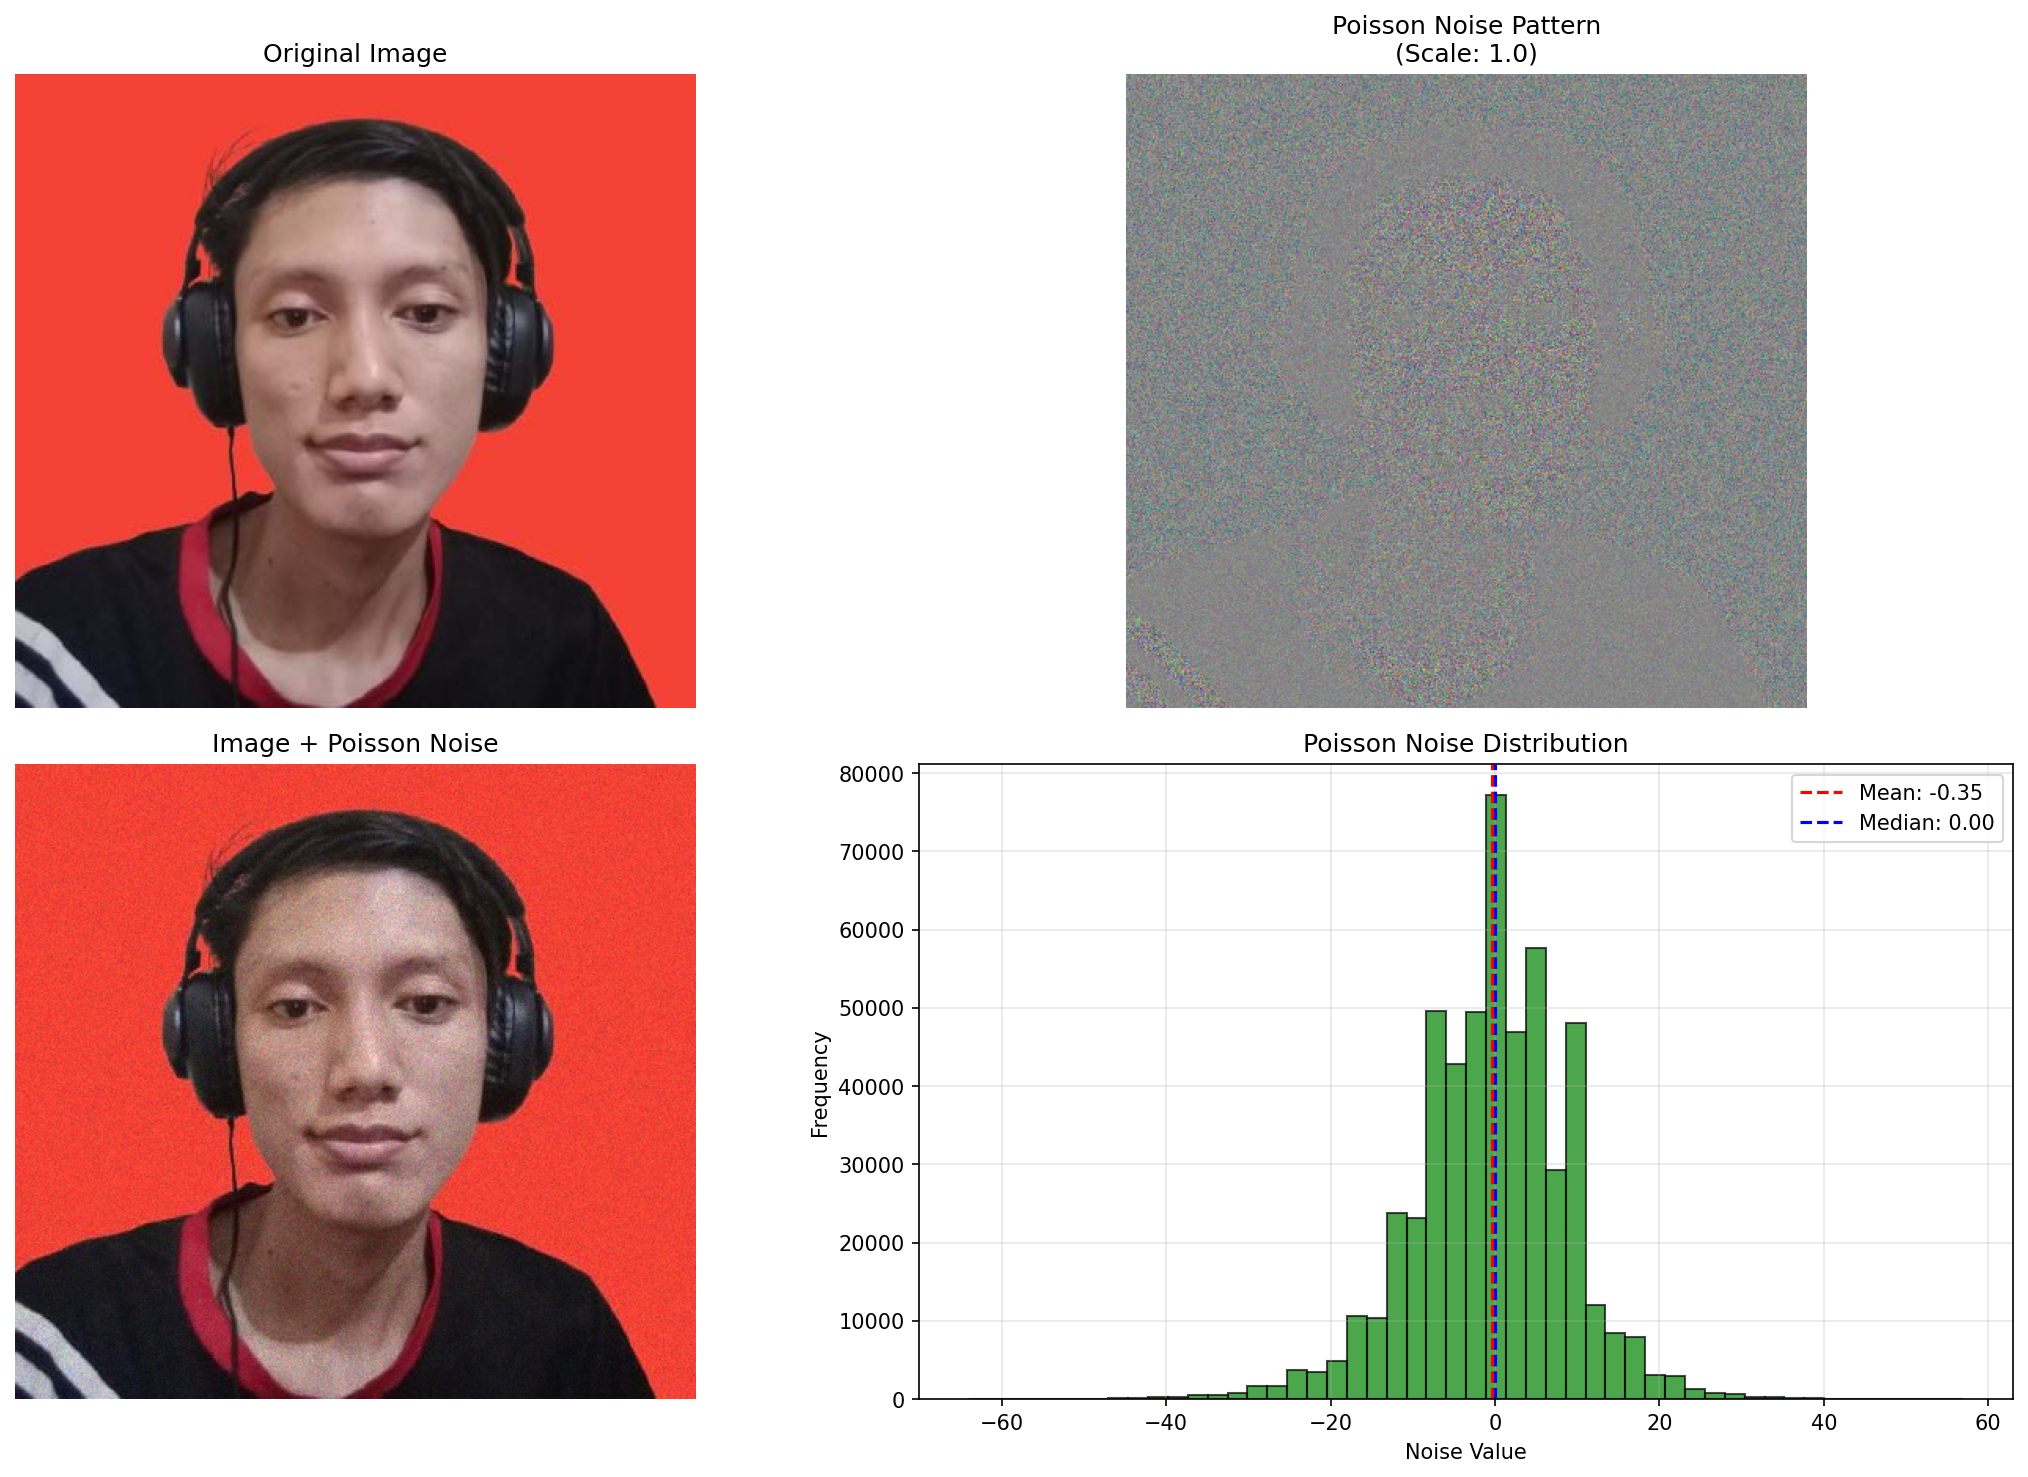 Original Image
Poisson Noise Pattern
(Scale: 1.0)
Image + Poisson Noise
Poisson Noise Distribution
80000
70000
60000
50000
40000
30000
20000
10000
0
Frequency
Mean: -0.35
Median: 0.00
−60
−40
−20
0
20
40
60
Noise Value